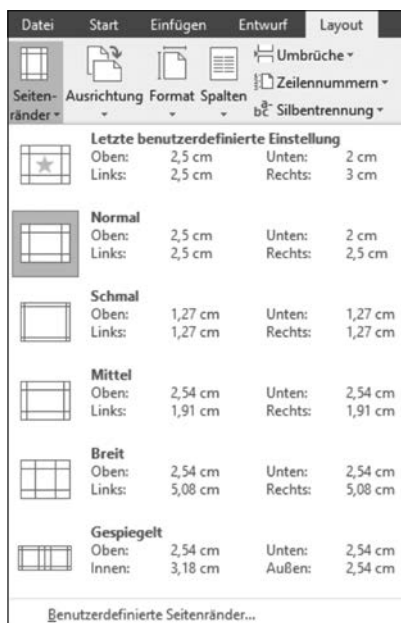 Datei Start Einfügen Entwurf Layout
Seiten-
ränder
Ausrichtung Format Spalten
Umbrüche
Zeilennummern
Silbentrennung
Letzte benutzerdefinierte Einstellung
Oben: 2,5 cm Unten: 2 cm
Links: 2,5 cm Rechts: 3 cm
Normal
Oben: 2,5 cm Unten: 2 cm
Links: 2,5 cm Rechts: 2,5 cm
Schmal
Oben: 1,27 cm Unten: 1,27 cm
Links: 1,27 cm Rechts: 1,27 cm
Mittel
Oben: 2,54 cm Unten: 2,54 cm
Links: 1,91 cm Rechts: 1,91 cm
Breit
Oben: 2,54 cm Unten: 2,54 cm
Links: 5,08 cm Rechts: 5,08 cm
Gespiegelt
Oben: 2,54 cm Unten: 2,54 cm
Innen: 3,18 cm Außen: 2,54 cm
Benutzerdefinierte Seitenränder...